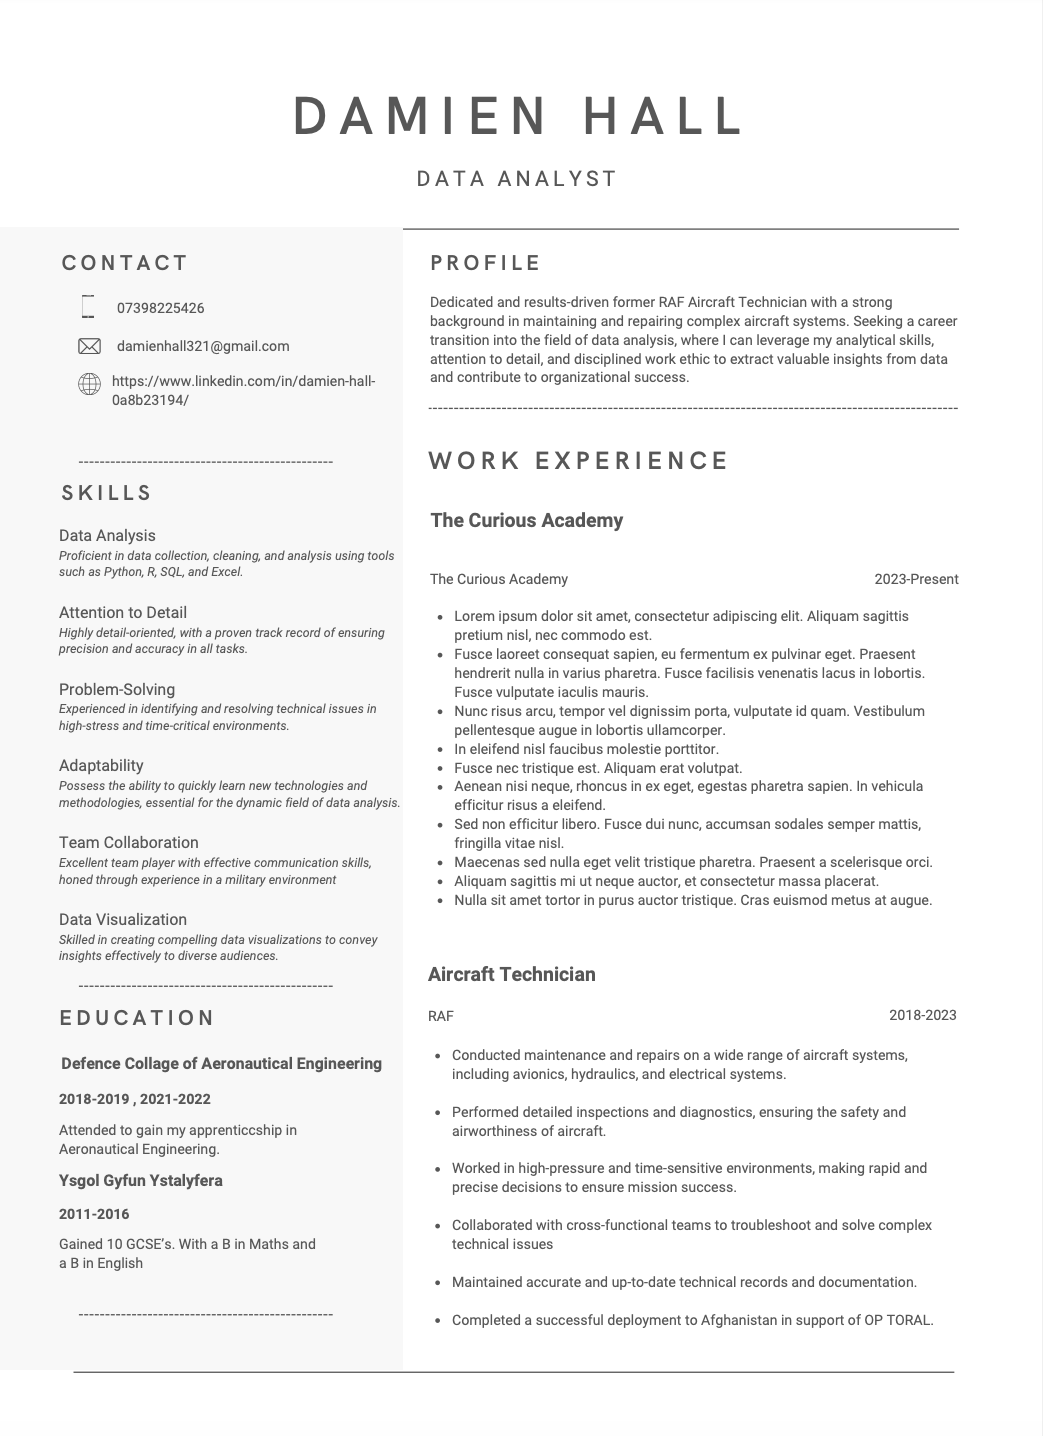 DAMIEN HALL
DATA ANALYST
CONTACT
07398225426
damienhall321@gmail.com
https://www.linkedin.com/in/damien-hall-
0a8b23194/
--------------------------------------------------
SKILLS
Data Analysis
Proficient in data collection, cleaning, and analysis using tools
such as Python, R, SQL, and Excel.
Attention to Detail
Highly detail-oriented, with a proven track record of ensuring
precision and accuracy in all tasks.
Problem-Solving
Experienced in identifying and resolving technical issues in
high-stress and time-critical environments.
Adaptability
Possess the ability to quickly learn new technologies and
methodologies, essential for the dynamic field of data analysis.
Team Collaboration
Excellent team player with effective communication skills,
honed through experience in a military environment
Data Visualization
Skilled in creating compelling data visualizations to convey
insights effectively to diverse audiences.
--------------------------------------------------
EDUCATION
Defence Collage of Aeronautical Engineering
2018-2019 , 2021-2022
Attended to gain my apprenticcship in
Aeronautical Engineering.
Ysgol Gyfun Ystalyfera
2011-2016
Gained 10 GCSE's. With a B in Maths and
a B in English
--------------------------------------------------
PROFILE
Dedicated and results-driven former RAF Aircraft Technician with a strong
background in maintaining and repairing complex aircraft systems. Seeking a career
transition into the field of data analysis, where I can leverage my analytical skills,
attention to detail, and disciplined work ethic to extract valuable insights from data
and contribute to organizational success.
--------------------------------------------------------------------------------------------------------
WORK EXPERIENCE
The Curious Academy
The Curious Academy 2023-Present
• Lorem ipsum dolor sit amet, consectetur adipiscing elit. Aliquam sagittis
pretium nisl, nec commodo est.
• Fusce laoreet consequat sapien, eu fermentum ex pulvinar eget. Praesent
hendrerit nulla in varius pharetra. Fusce facilisis venenatis lacus in lobortis.
Fusce vulputate iaculis mauris.
• Nunc risus arcu, tempor vel dignissim porta, vulputate id quam. Vestibulum
pellentesque augue in lobortis ullamcorper.
• In eleifend nisl faucibus molestie porttitor.
• Fusce nec tristique est. Aliquam erat volutpat.
• Aenean nisi neque, rhoncus in ex eget, egestas pharetra sapien. In vehicula
efficitur risus a eleifend.
• Sed non efficitur libero. Fusce dui nunc, accumsan sodales semper mattis,
fringilla vitae nisl.
• Maecenas sed nulla eget velit tristique pharetra. Praesent a scelerisque orci.
• Aliquam sagittis mi ut neque auctor, et consectetur massa placerat.
• Nulla sit amet tortor in purus auctor tristique. Cras euismod metus at augue.
Aircraft Technician
RAF 2018-2023
• Conducted maintenance and repairs on a wide range of aircraft systems,
including avionics, hydraulics, and electrical systems.
• Performed detailed inspections and diagnostics, ensuring the safety and
airworthiness of aircraft.
• Worked in high-pressure and time-sensitive environments, making rapid and
precise decisions to ensure mission success.
• Collaborated with cross-functional teams to troubleshoot and solve complex
technical issues
• Maintained accurate and up-to-date technical records and documentation.
• Completed a successful deployment to Afghanistan in support of OP TORAL.